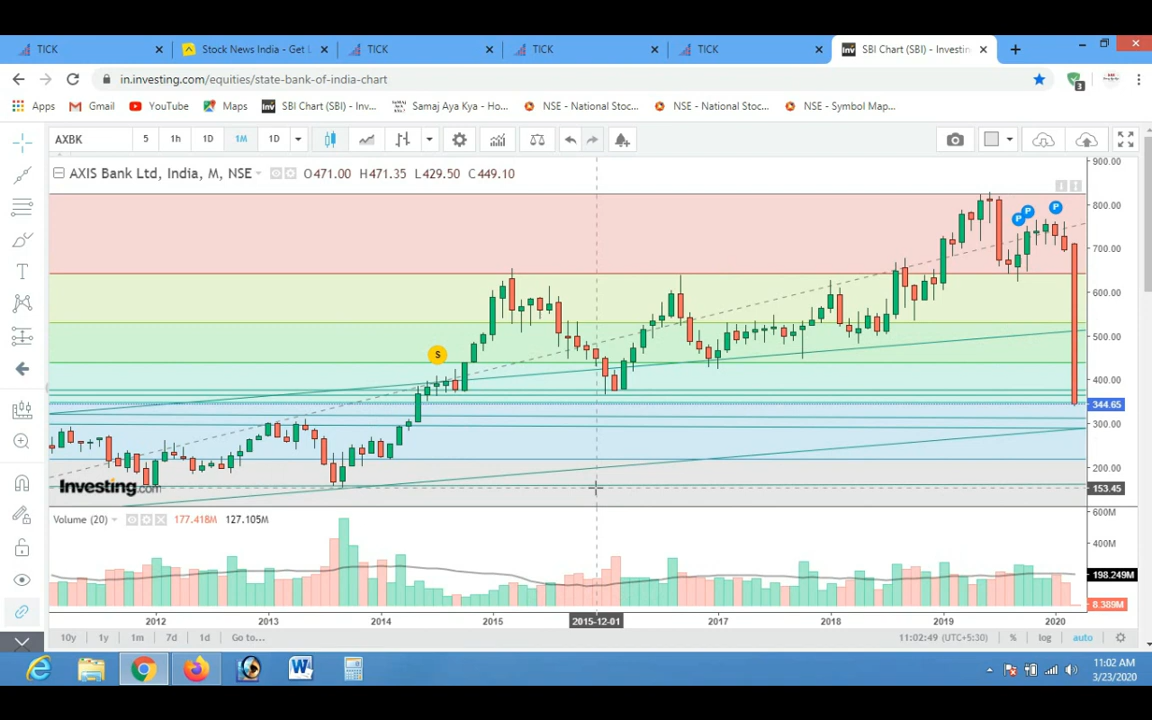 TICK
Stock News India - Get L
TICK
TICK
TICK
SBI Chart (SBI) - Investin
in.investing.com/equities/state-bank-of-india-chart
Apps
Gmail
YouTube
Maps
SBI Chart (SBI) - Inv...
Samaj Aya Kya - Ho...
NSE - National Stoc...
NSE - National Stoc...
NSE - Symbol Map...
3
AXBK
5
1h
1D
1M
1D
AXIS Bank Ltd, India, M, NSE
O471.00 H471.35 L429.50 C449.10
900.00
800.00
700.00
600.00
500.00
400.00
344.65
300.00
200.00
153.45
P
P
P
S
Investing.com
Volume (20)
177.418M
127.105M
600M
400M
198.249M
8.389M
2012
2013
2014
2015
2015-12-01
2017
2018
2019
2020
10y
1y
1m
7d
1d
Go to...
11:02:49 (UTC+5:30)
%
log
auto
11:02 AM
3/23/2020